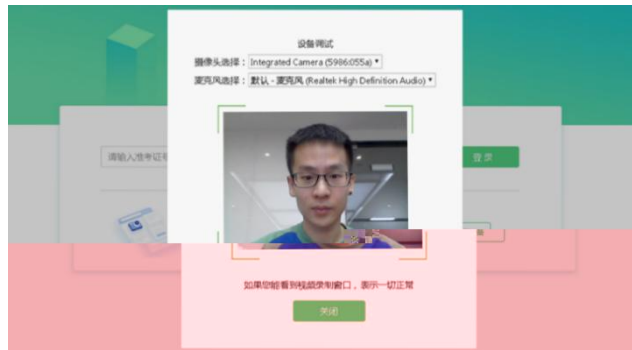 设备调试
摄像头选择：Integrated Camera (5986:055a)
麦克风选择：默认 - 麦克风 (Realtek High Definition Audio)
请输入准考证号
登录
如果您能看到视频录制窗口，表示一切正常
关闭